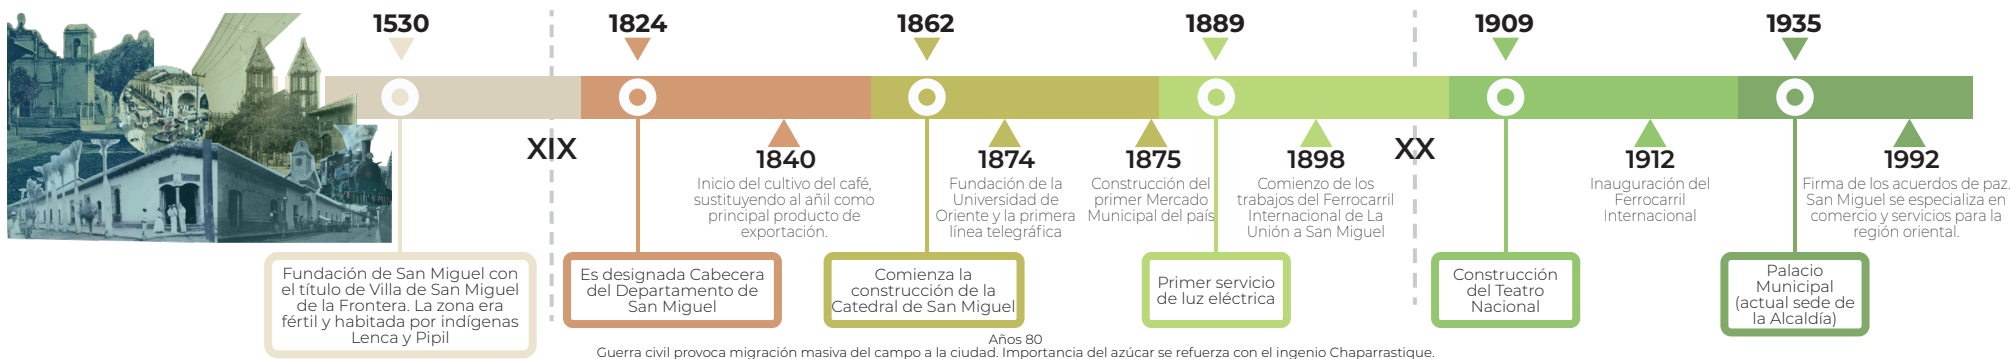 1530
Fundación de San Miguel con
el título de Villa de San Miguel
de la Frontera. La zona era
fértil y habitada por indígenas
Lenca y Pipil
XIX
1824
Es designada Cabecera
del Departamento de
San Miguel
1840
Inicio del cultivo del café,
sustituyendo al añil como
principal producto de
exportación.
1862
Comienza la
construcción de la
Catedral de San Miguel
1874
Fundación de la
Universidad de
Oriente y la primera
línea telegráfica
1875
Construcción del
primer Mercado
Municipal del país
1889
Primer servicio
de luz eléctrica
1898
Comienzo de los
trabajos del Ferrocarril
Internacional de La
Unión a San Miguel
XX
1909
Construcción
del Teatro
Nacional
1912
Inauguración del
Ferrocarril
Internacional
1935
Palacio
Municipal
(actual sede de
la Alcaldía)
1992
Firma de los acuerdos de paz.
San Miguel se especializa en
comercio y servicios para la
región oriental.
Años 80
Guerra civil provoca migración masiva del campo a la ciudad. Importancia del azúcar se refuerza con el ingenio Chaparrastique.